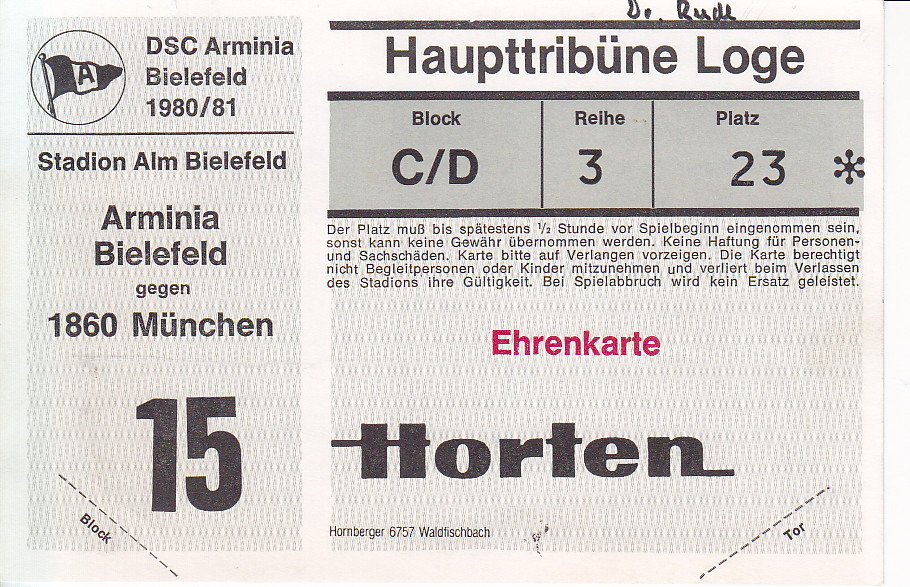 A
DSC Arminia
Bielefeld
1980/81
Stadion Alm Bielefeld
Arminia
Bielefeld
gegen
1860 München
15
Block
Dr.
Haupttribüne Loge
Block Reihe Platz
C/D 3 23 *
Der Platz muß bis spätestens ½ Stunde vor Spielbeginn eingenommen sein,
sonst kann keine Gewähr übernommen werden. Keine Haftung für Personen-
und Sachschäden. Karte bitte auf Verlangen vorzeigen. Die Karte berechtigt
nicht Begleitpersonen oder Kinder mitzunehmen und verliert beim Verlassen
des Stadions ihre Gültigkeit. Bei Spielabbruch wird kein Ersatz geleistet.
Ehrenkarte
Horten
Hornberger 6757 Waldfischbach
Tor